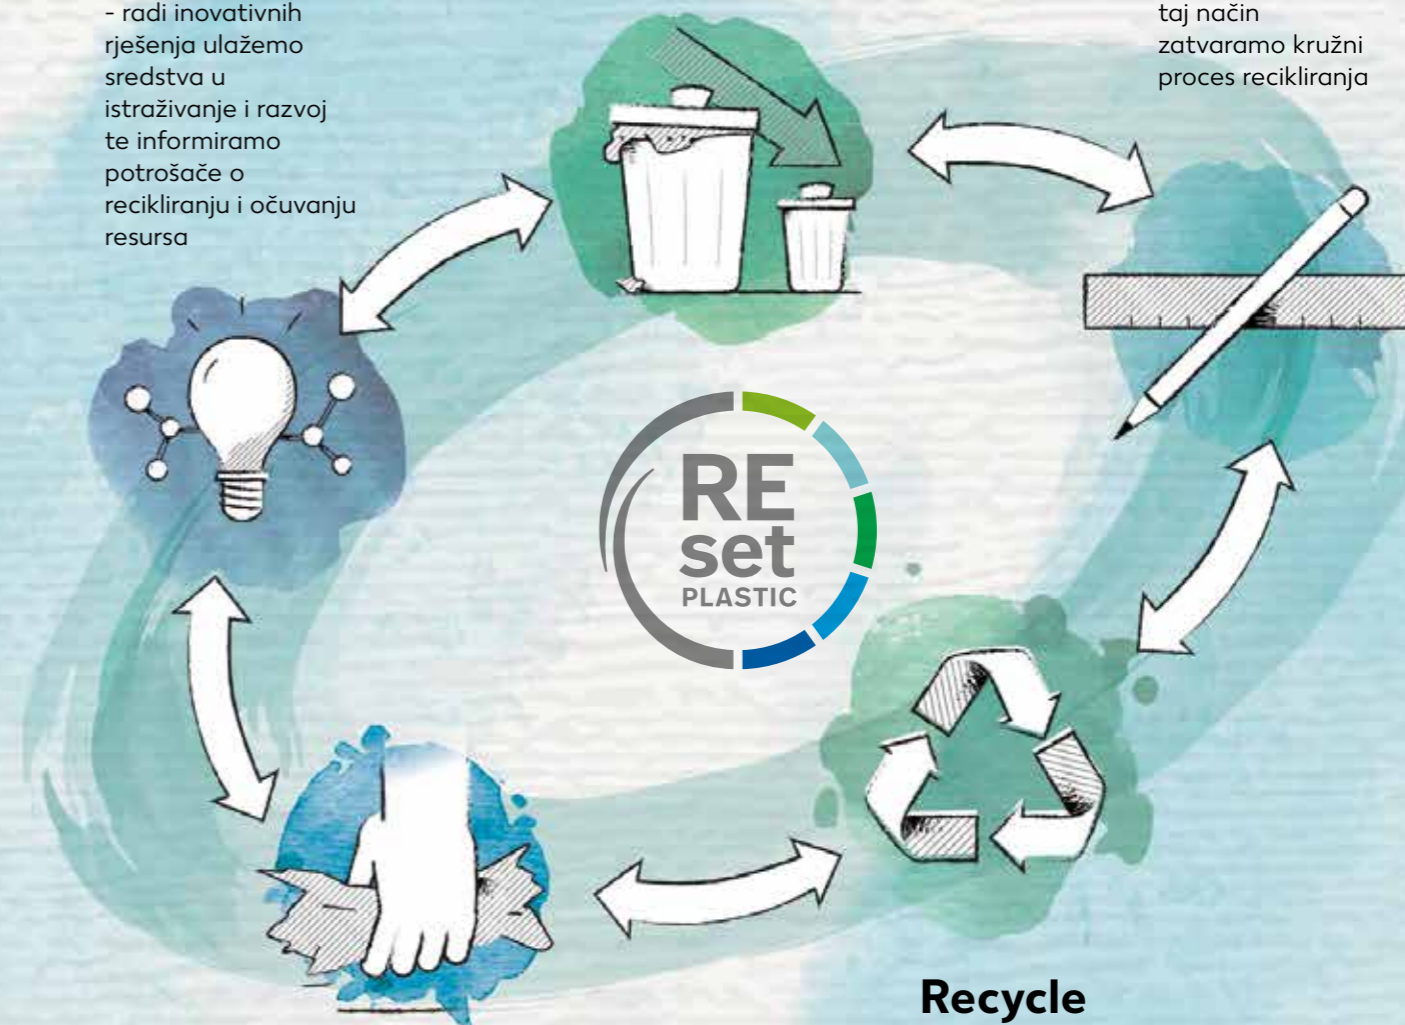 - radi inovativnih
rješenja ulažemo
sredstva u
istraživanje i razvoj
te informiramo
potrošače o
recikliranju i očuvanju
resursa
taj način
zatvaramo kružni
proces recikliranja
RE
set
PLASTIC
Recycle